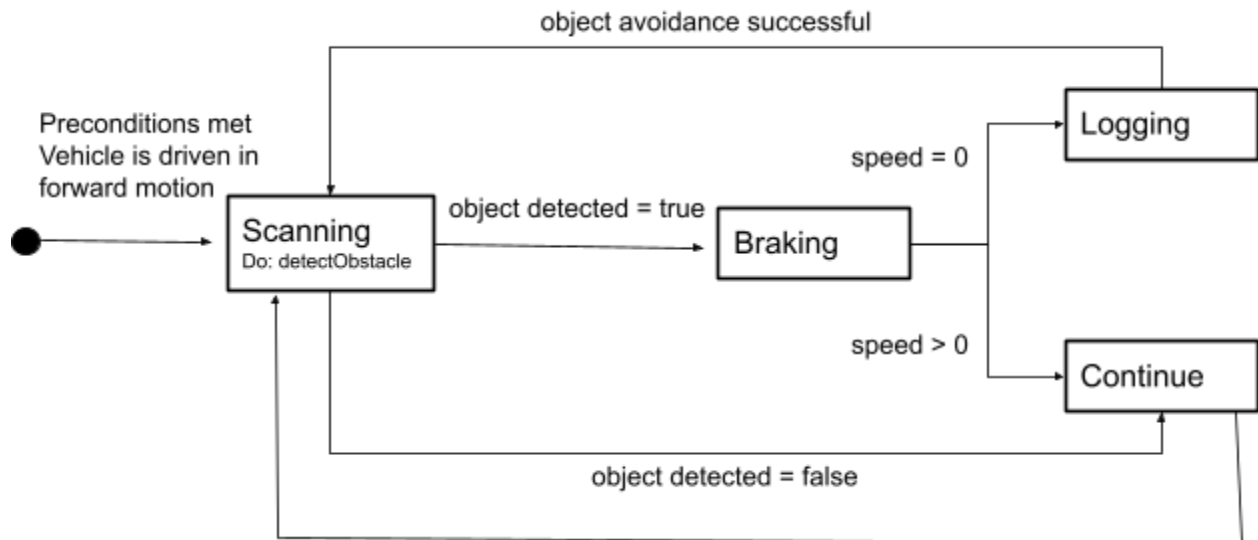 object avoidance successful
Preconditions met
Vehicle is driven in
forward motion
Logging
speed = 0
object detected = true
Scanning
Do: detectObstacle
Braking
speed > 0
Continue
object detected = false